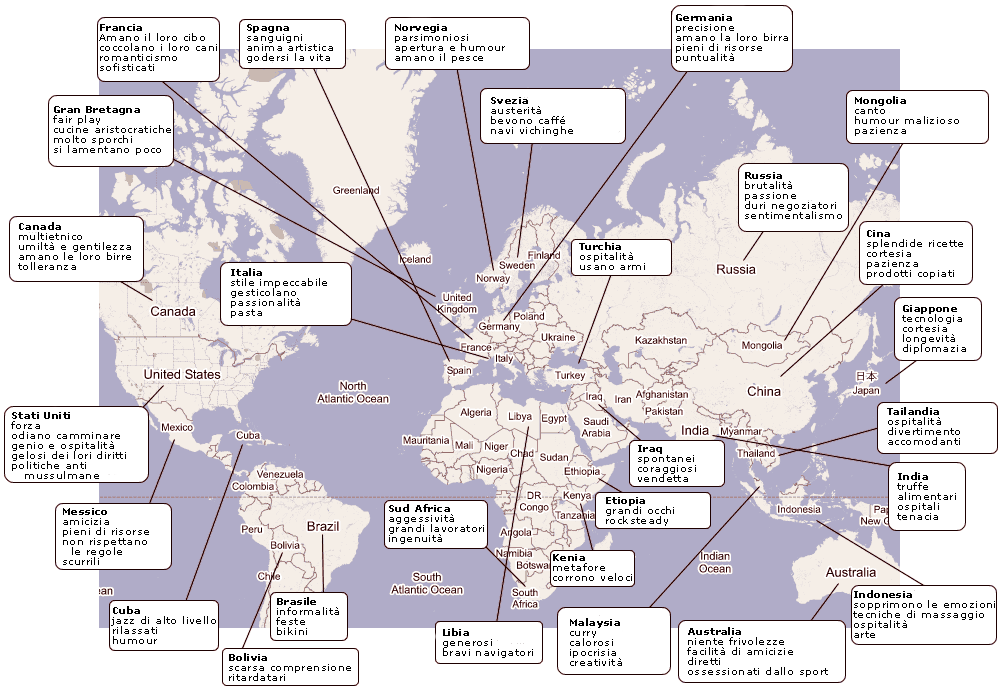 Francia
Amano il loro cibo
coccolano i loro cani
romanticismo
sofisticati
Spagna
sanguigni
anima artistica
godersi la vita
Norvegia
parsimoniosi
apertura e humour
amano il pesce
Germania
precisione
amano la loro birra
pieni di risorse
puntualità
Gran Bretagna
fair play
cucine aristocratiche
molto sporchi
si lamentano poco
Svezia
austerità
bevono caffé
navi vichinghe
Mongolia
canto
humour malizioso
pazienza
Russia
brutalità
passione
duri negoziatori
sentimentalismo
Canada
multietnico
umiltà e gentilezza
amano le loro birre
tolleranza
Italia
stile impeccabile
gesticolano
passionalità
pasta
Turchia
ospitalità
usano armi
Cina
splendide ricette
cortesia
pazienza
prodotti copiati
Giappone
tecnologia
cortesia
longevità
diplomazia
Greenland
Iceland
Finland
Sweden
Norway
Russia
United
Kingdom
Canada
Poland
Germany
Ukraine
France
Italy
Spain
Turkey
Kazakhstan
Mongolia
China
日本
Japan
United States
North
Atlantic Ocean
Mexico
Cuba
Venezuela
Colombia
Peru
Brazil
Bolivia
Chile
Algeria
Libya
Egypt
Mauritania
Mali
Niger
Chad
Sudan
Nigeria
Ethiopia
DR
Congo
Kenya
Tanzania
Angola
Namibia
Botswan
South
Africa
Iraq
Iran
Afghanistan
Pakistan
Saudi
Arabia
India
Myanmar
Thailand
Indonesia
Pap
New G
Australia
Indian
Ocean
South
Atlantic Ocean
ean
Stati Uniti
forza
odiano camminare
genio e ospitalità
gelosi dei lori diritti
politiche anti
mussulmane
Tailandia
ospitalità
divertimento
accomodanti
Iraq
spontanei
coraggiosi
vendetta
India
truffe
alimentari
ospitali
tenacia
Etiopia
grandi occhi
rocksteady
Sud Africa
aggessività
grandi lavoratori
ingenuità
Messico
amicizia
pieni di risorse
non rispettano
le regole
scurrili
Kenia
metafore
corrono veloci
Cuba
jazz di alto livello
rilassati
humour
Brasile
informalità
feste
bikini
Bolivia
scarsa comprensione
ritardatari
Libia
generosi
bravi navigatori
Malaysia
curry
calorosi
ipocrisia
creatività
Australia
niente frivolezze
facilità di amicizie
diretti
ossessionati dallo sport
Indonesia
sopprimono le emozioni
tecniche di massaggio
ospitalità
arte